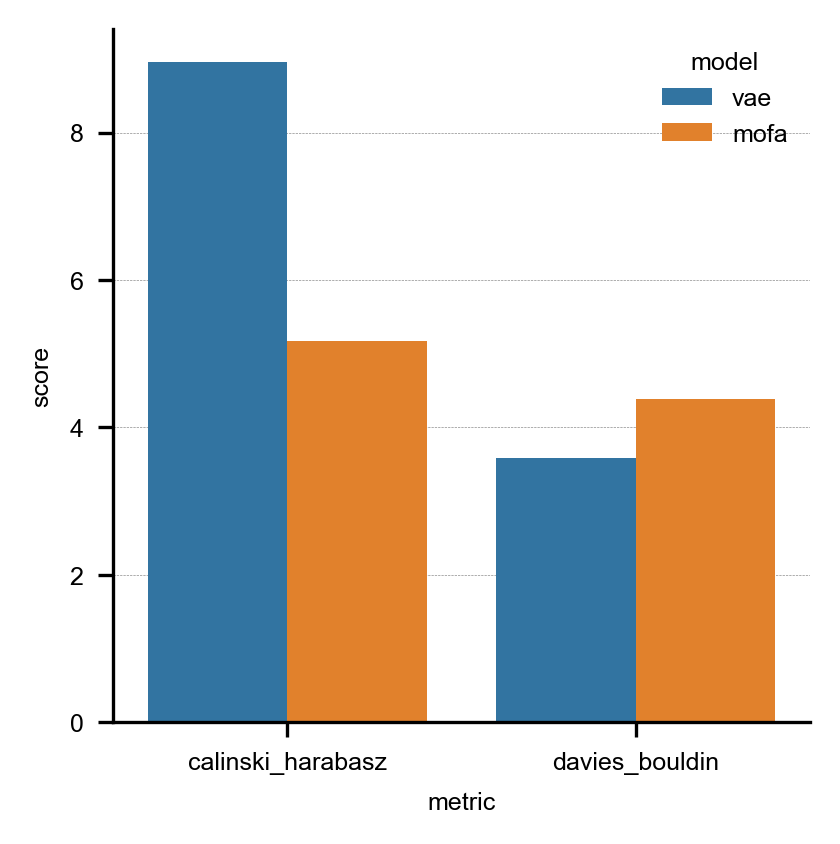 model
vae
mofa
8
6
4
2
0
score
calinski_harabasz
davies_bouldin
metric